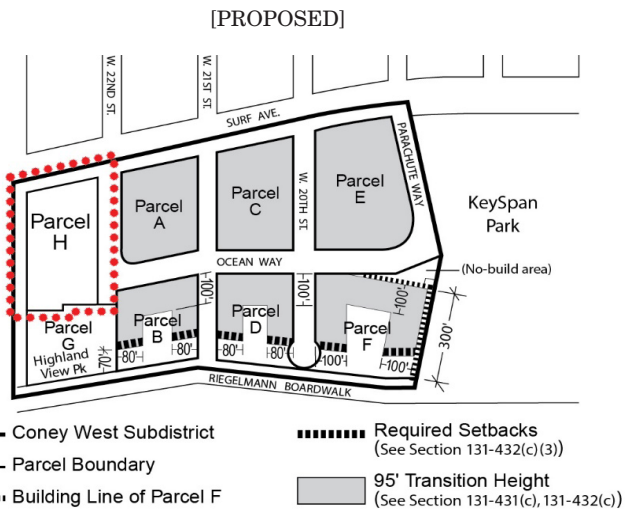 [PROPOSED]
W. 22ND ST.
W. 21ST ST.
SURF AVE.
PARACHUTE WAY
Parcel
H
Parcel
A
Parcel
C
W. 20TH ST.
Parcel
E
KeySpan
Park
OCEAN WAY
(No-build area)
100'
100'
100'
300'
Parcel
G
Highland
View Pk
70'
Parcel
B
80'
80'
Parcel
D
80'
80'
Parcel
F
100'
100'
RIEGELMANN BOARDWALK
Coney West Subdistrict
Parcel Boundary
Building Line of Parcel F
Required Setbacks
(See Section 131-432(c)(3))
95' Transition Height
(See Section 131-431(c), 131-432(c))